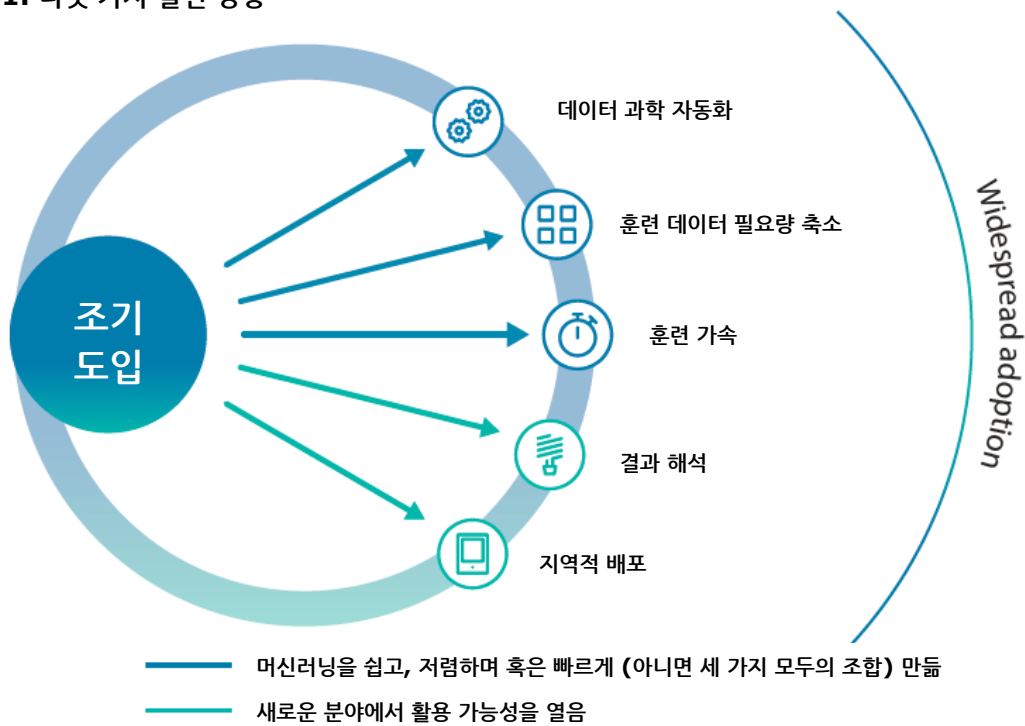 조기
도입
데이터 과학 자동화
훈련 데이터 필요량 축소
훈련 가속
결과 해석
지역적 배포
Widespread adoption
머신러닝을 쉽고, 저렴하며 혹은 빠르게 (아니면 세 가지 모두의 조합) 만듦
새로운 분야에서 활용 가능성을 열음